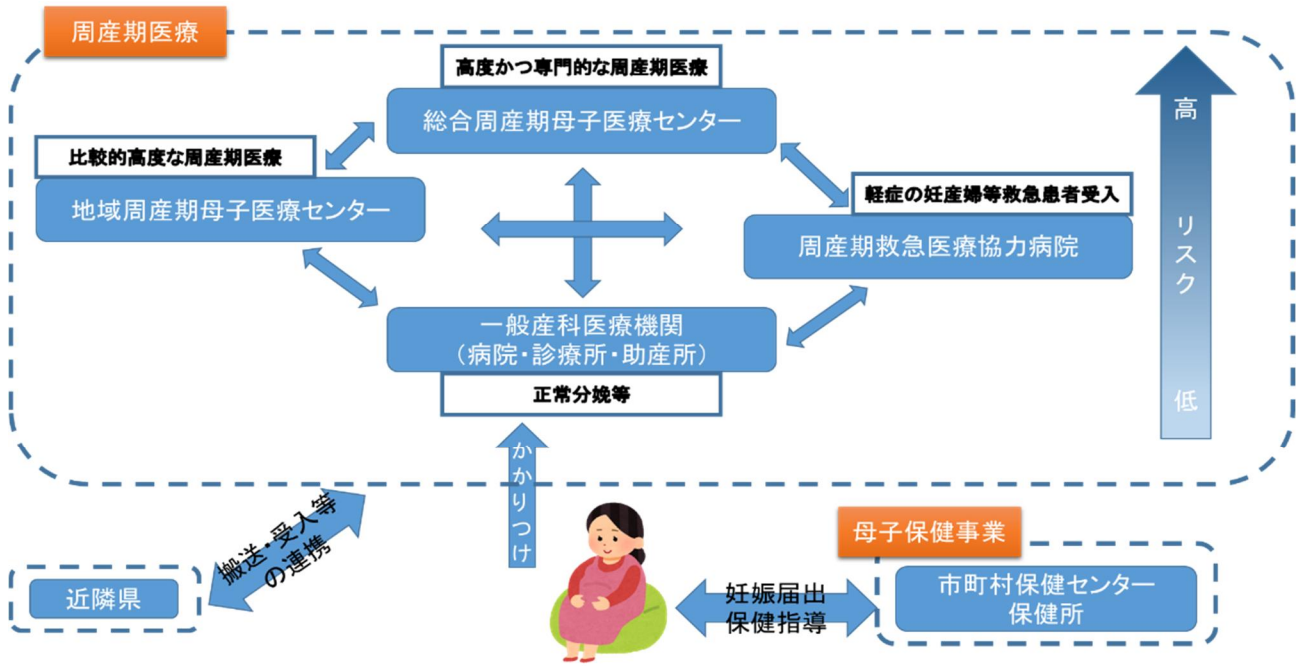 周産期医療
高度かつ専門的な周産期医療
総合周産期母子医療センター
比較的高度な周産期医療
地域周産期母子医療センター
軽症の妊産婦等救急患者受入
周産期救急医療協力病院
一般産科医療機関
（病院・診療所・助産所）
正常分娩等
高
リスク
低
かかりつけ
搬送・受入等
の連携
近隣県
妊娠届出
保健指導
母子保健事業
市町村保健センター
保健所